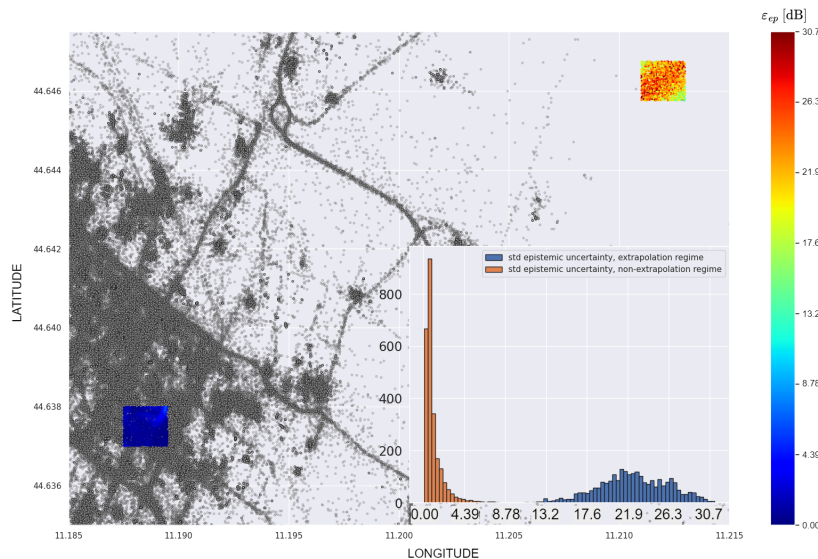 ε_ep [dB]
30.7
26.3
21.9
17.6
13.2
8.78
4.39
0.00
LATITUDE
44.646
44.644
44.642
44.640
44.638
44.636
std epistemic uncertainty, extrapolation regime
std epistemic uncertainty, non-extrapolation regime
800
600
400
200
0
0.00 4.39 8.78 13.2 17.6 21.9 26.3 30.7
11.185 11.190 11.195 11.200 11.205 11.210 11.215
LONGITUDE